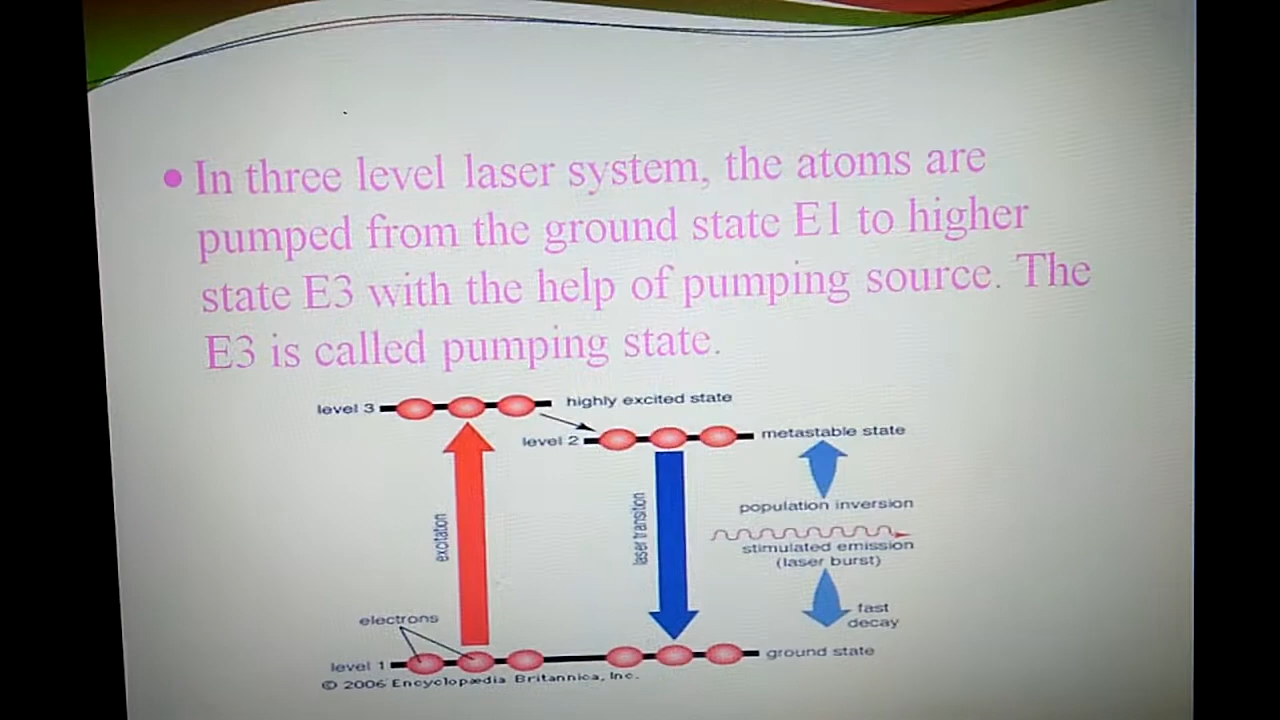 • In three level laser system, the atoms are
pumped from the ground state E1 to higher
state E3 with the help of pumping source. The
E3 is called pumping state.
level 3
highly excited state
level 2
metastable state
excitation
laser transition
population inversion
stimulated emission
(laser burst)
fast
decay
electrons
level 1
ground state
© 2006 Encyclopædia Britannica, Inc.